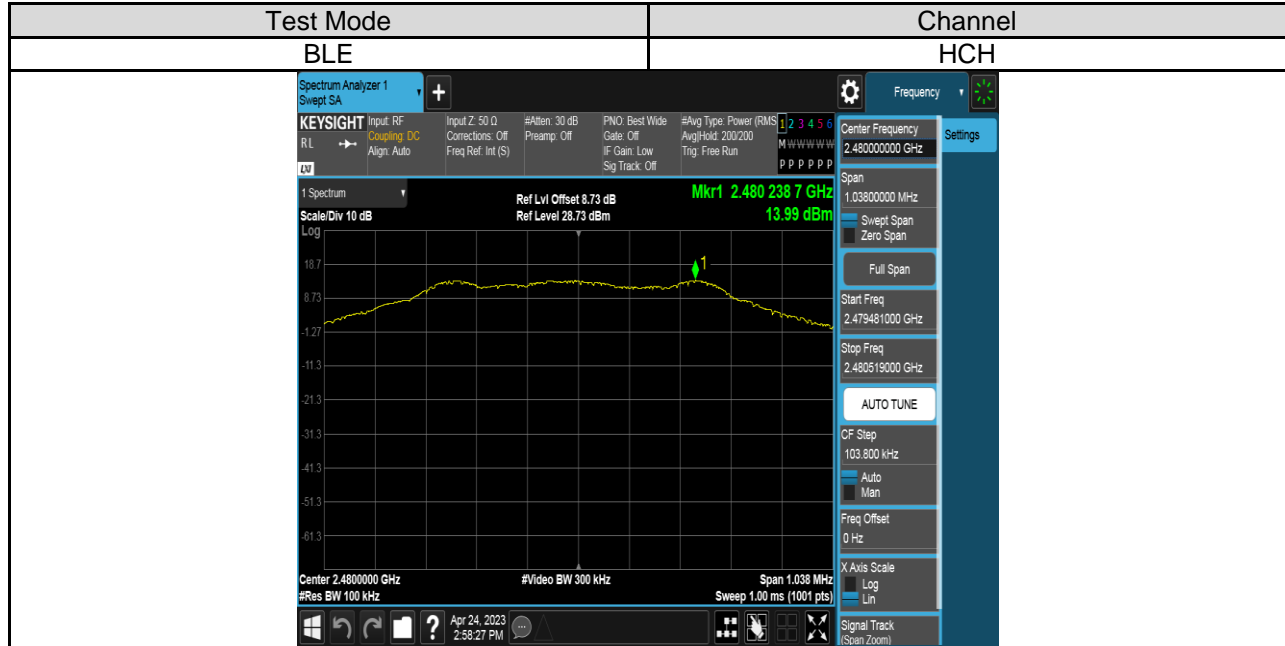 Test Mode Channel
BLE HCH
Spectrum Analyzer 1
Swept SA
+
Frequency
KEYSIGHT
RL
LXI
Input: RF
Coupling: DC
Align: Auto
Input Z: 50 Ω
Corrections: Off
Freq Ref: Int (S)
#Atten: 30 dB
Preamp: Off
PNO: Best Wide
Gate: Off
IF Gain: Low
Sig Track: Off
#Avg Type: Power (RMS
Avg|Hold: 200/200
Trig: Free Run
1 2 3 4 5 6
M W W W W W
P P P P P P
1 Spectrum
Scale/Div 10 dB
Log
Ref Lvl Offset 8.73 dB
Ref Level 28.73 dBm
Mkr1 2.480 238 7 GHz
13.99 dBm
1
18.7
8.73
-1.27
-11.3
-21.3
-31.3
-41.3
-51.3
-61.3
Center 2.4800000 GHz
#Res BW 100 kHz
#Video BW 300 kHz
Span 1.038 MHz
Sweep 1.00 ms (1001 pts)
?
Apr 24, 2023
2:58:27 PM
Center Frequency
2.480000000 GHz
Settings
Span
1.03800000 MHz
Swept Span
Zero Span
Full Span
Start Freq
2.479481000 GHz
Stop Freq
2.480519000 GHz
AUTO TUNE
CF Step
103.800 kHz
Auto
Man
Freq Offset
0 Hz
X Axis Scale
Log
Lin
Signal Track
(Span Zoom)